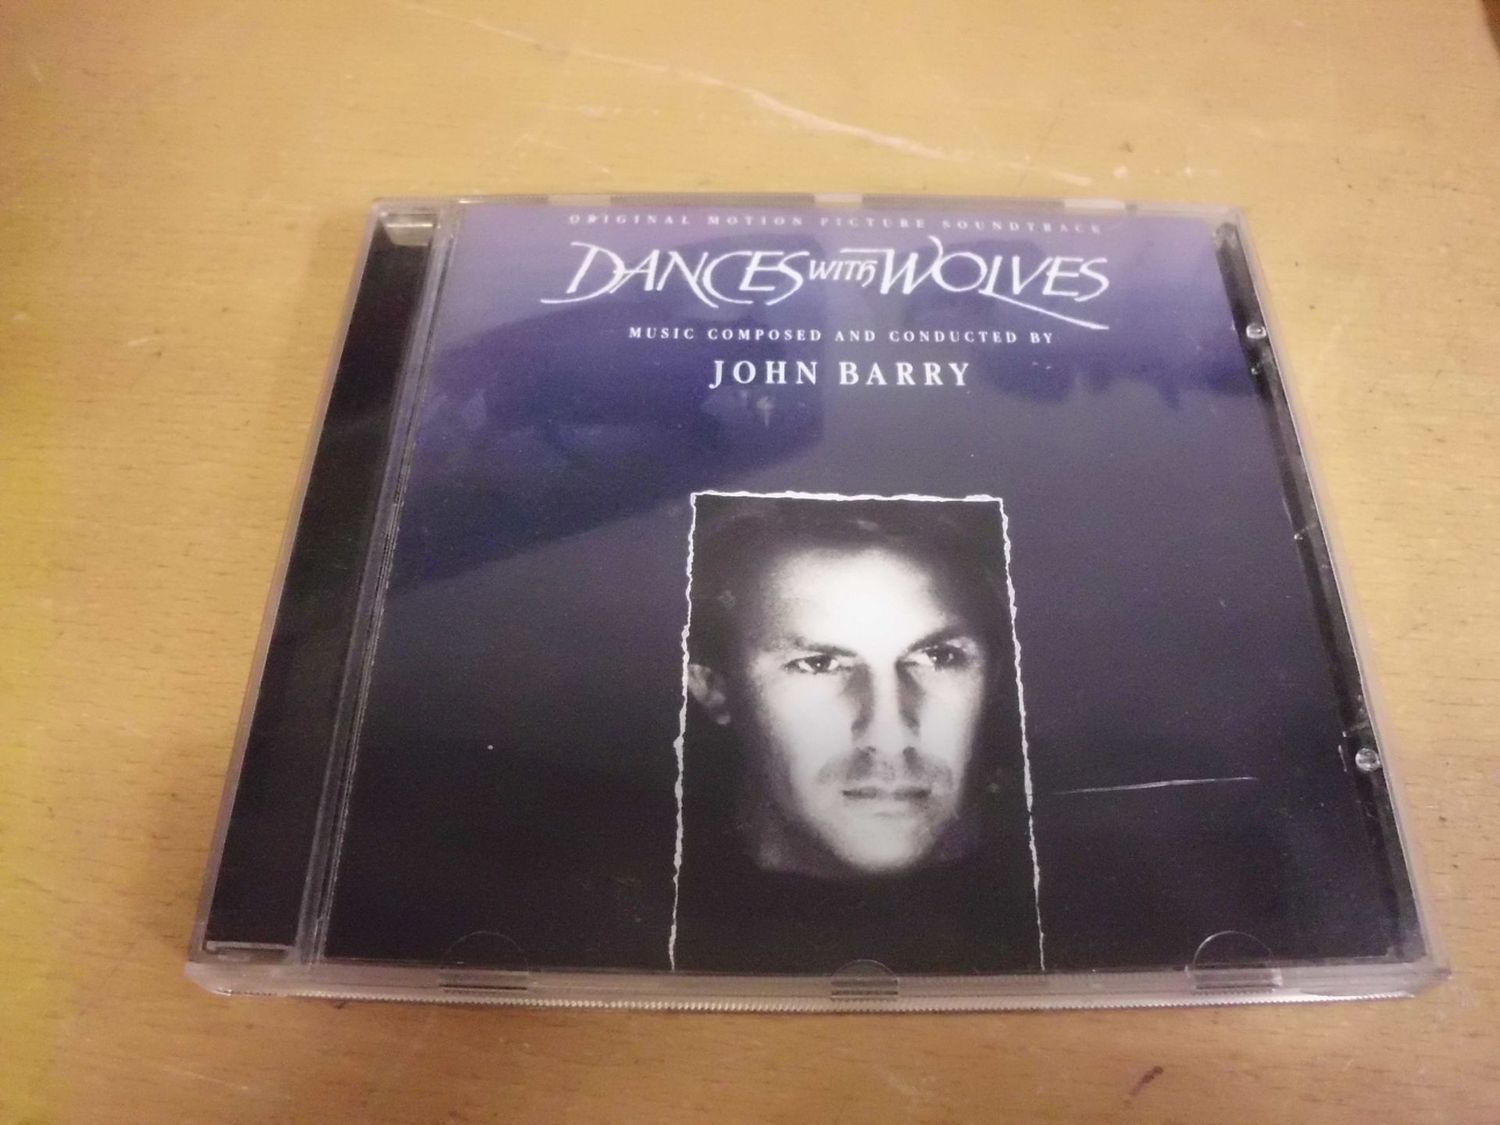 ORIGINAL MOTION PICTURE SOUNDTRACK
DANCES WITH WOLVES
MUSIC COMPOSED AND CONDUCTED BY
JOHN BARRY